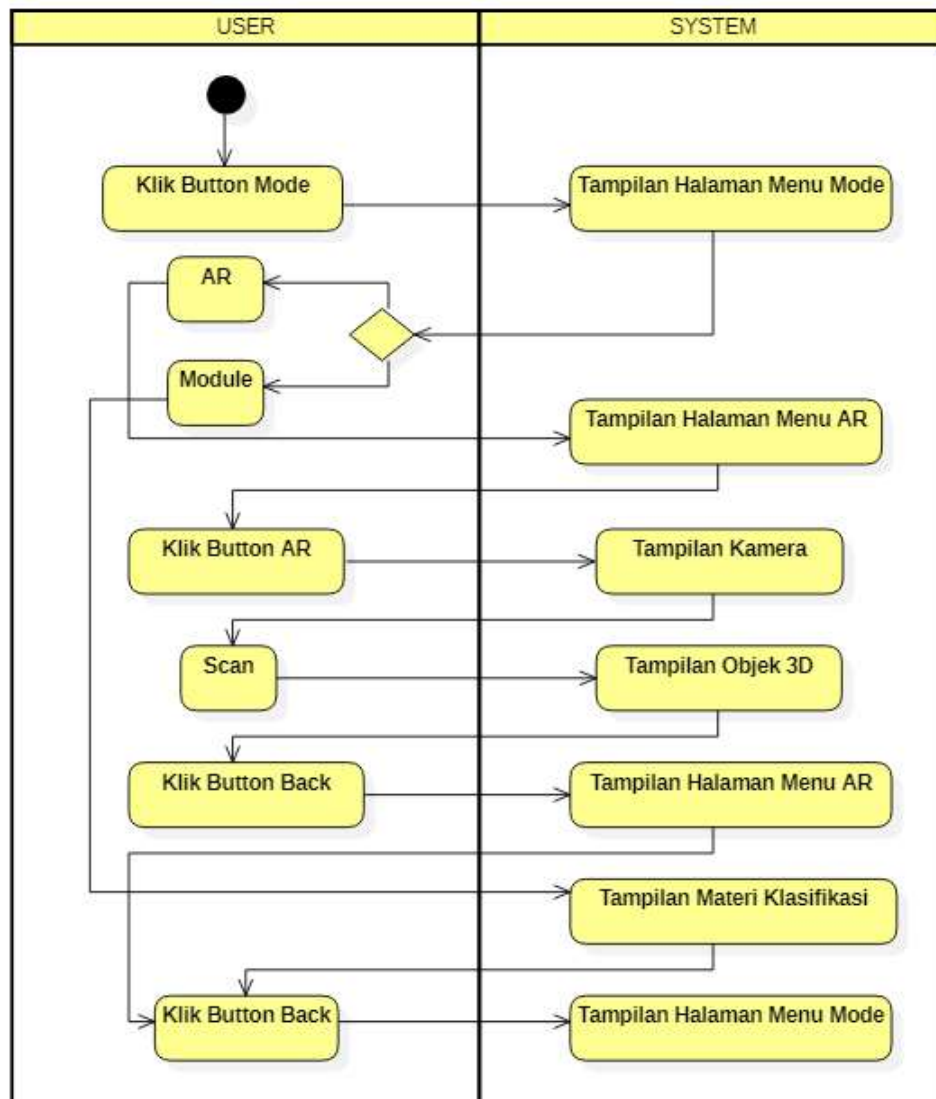 USER
SYSTEM
Klik Button Mode
Tampilan Halaman Menu Mode
AR
Module
Tampilan Halaman Menu AR
Klik Button AR
Tampilan Kamera
Scan
Tampilan Objek 3D
Klik Button Back
Tampilan Halaman Menu AR
Tampilan Materi Klasifikasi
Klik Button Back
Tampilan Halaman Menu Mode